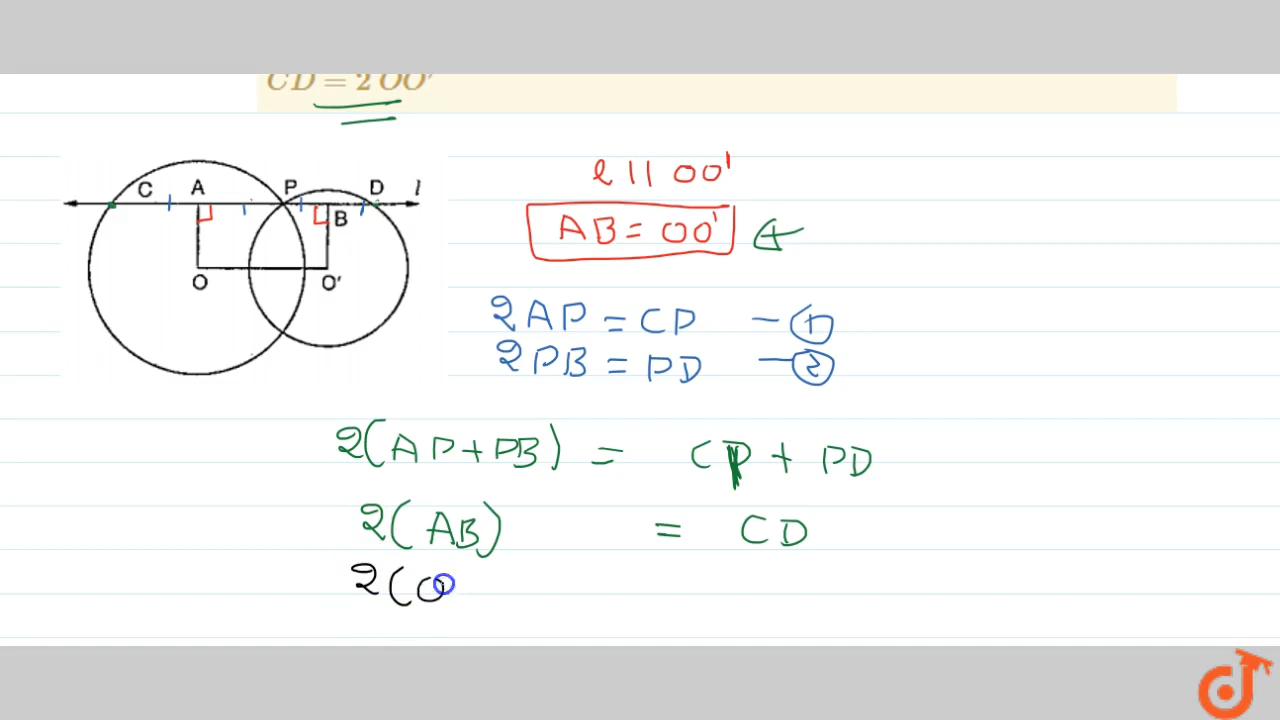 CD = 2 OO'
C A P D l
B
O O'
l || OO'
AB = OO'
2AP = CP - ①
2PB = PD - ②
2(AP+PB) = CP + PD
2(AB) = CD
2(O